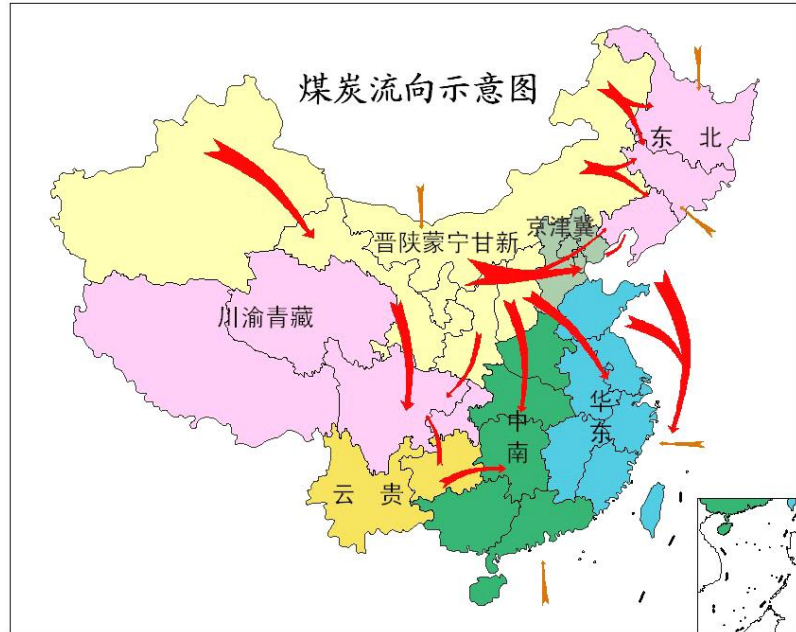 煤炭流向示意图
东 北
京津冀
晋陕蒙宁甘新
川渝青藏
华东
中南
云 贵